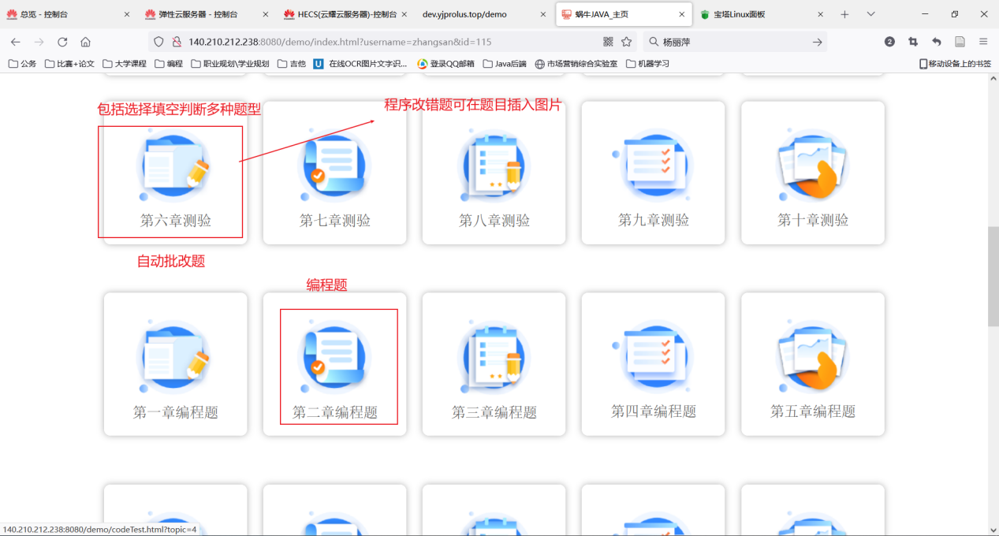 总览 - 控制台
弹性云服务器 - 控制台
HECS(云耀云服务器)-控制台
dev.yjprolus.top/demo
蜗牛JAVA_主页
宝塔Linux面板
140.210.212.238:8080/demo/index.html?username=zhangsan&id=115
杨丽萍
2
公务
比赛+论文
大学课程
编程
职业规划\学业规划
吉他
U
在线OCR图片文字识...
登录QQ邮箱
Java后端
市场营销综合实验室
机器学习
移动设备上的书签
包括选择填空判断多种题型
程序改错题可在题目插入图片
第六章测验
第七章测验
第八章测验
第九章测验
第十章测验
自动批改题
编程题
第一章编程题
第二章编程题
第三章编程题
第四章编程题
第五章编程题
140.210.212.238:8080/demo/codeTest.html?topic=4